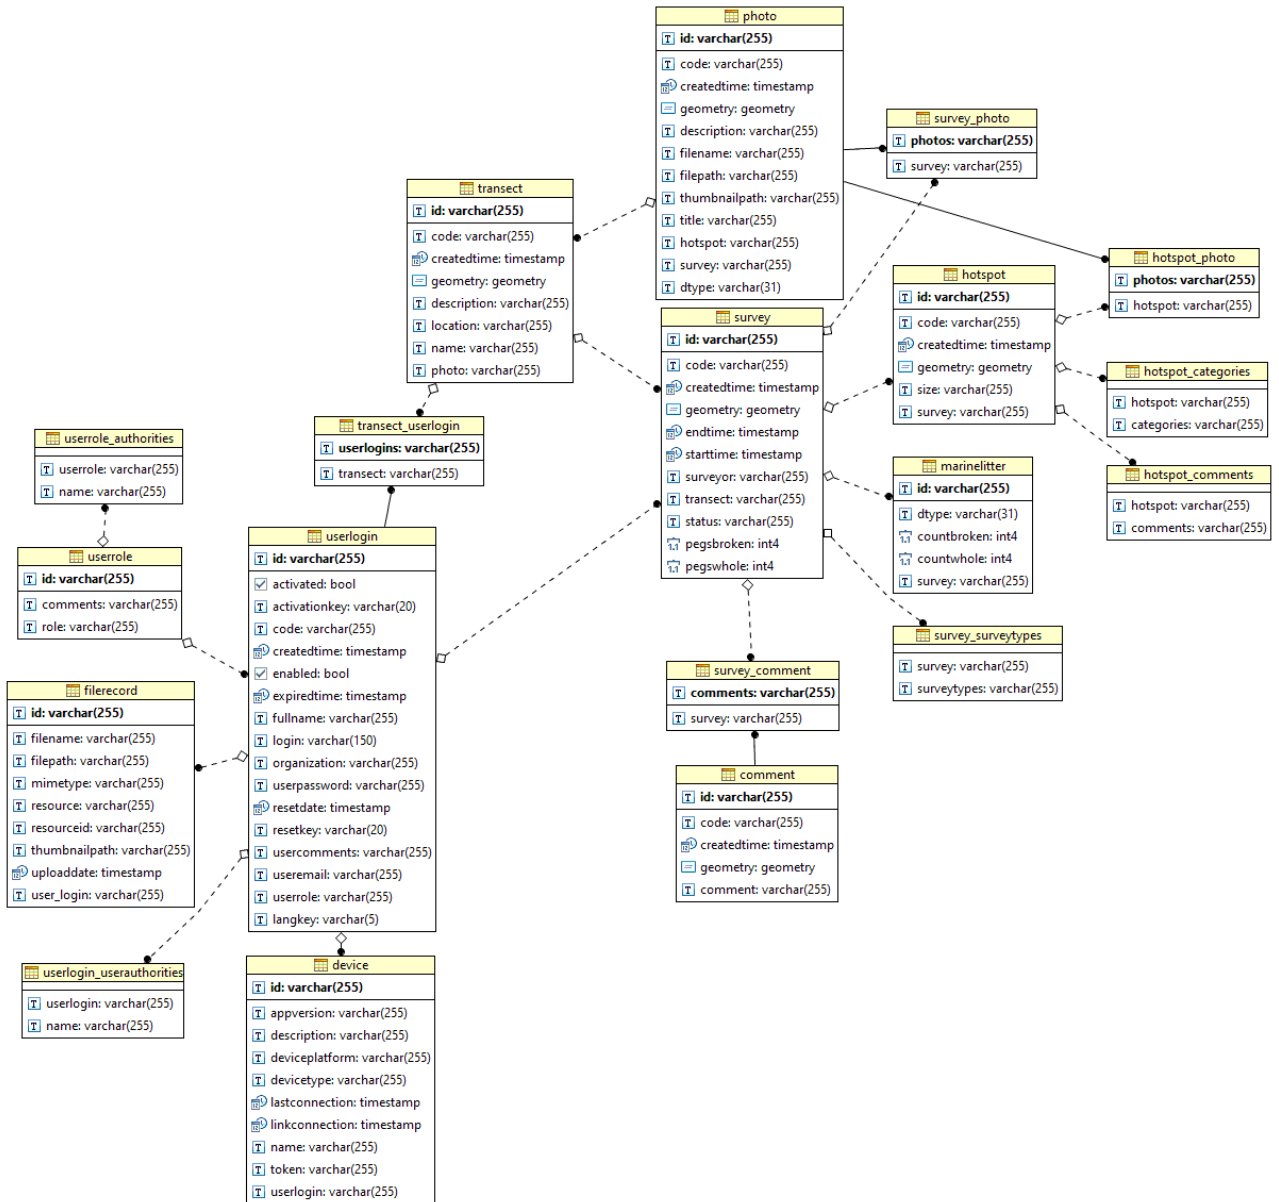 photo
id: varchar(255)
code: varchar(255)
createdtime: timestamp
geometry: geometry
description: varchar(255)
filename: varchar(255)
filepath: varchar(255)
thumbnailpath: varchar(255)
title: varchar(255)
hotspot: varchar(255)
survey: varchar(255)
dtype: varchar(31)
survey_photo
photos: varchar(255)
survey: varchar(255)
transect
id: varchar(255)
code: varchar(255)
createdtime: timestamp
geometry: geometry
description: varchar(255)
location: varchar(255)
name: varchar(255)
photo: varchar(255)
hotspot_photo
photos: varchar(255)
hotspot: varchar(255)
hotspot
id: varchar(255)
code: varchar(255)
createdtime: timestamp
geometry: geometry
size: varchar(255)
survey: varchar(255)
survey
id: varchar(255)
code: varchar(255)
createdtime: timestamp
geometry: geometry
endtime: timestamp
starttime: timestamp
surveyor: varchar(255)
transect: varchar(255)
status: varchar(255)
pegsbroken: int4
pegswhole: int4
hotspot_categories
hotspot: varchar(255)
categories: varchar(255)
transect_userlogin
userlogins: varchar(255)
transect: varchar(255)
userrole_authorities
userrole: varchar(255)
name: varchar(255)
marinelitter
id: varchar(255)
dtype: varchar(31)
countbroken: int4
countwhole: int4
survey: varchar(255)
hotspot_comments
hotspot: varchar(255)
comments: varchar(255)
userlogin
id: varchar(255)
activated: bool
activationkey: varchar(20)
code: varchar(255)
createdtime: timestamp
enabled: bool
expiredtime: timestamp
fullname: varchar(255)
login: varchar(150)
organization: varchar(255)
userpassword: varchar(255)
resetdate: timestamp
resetkey: varchar(20)
usercomments: varchar(255)
useremail: varchar(255)
userrole: varchar(255)
langkey: varchar(5)
userrole
id: varchar(255)
comments: varchar(255)
role: varchar(255)
survey_surveytypes
survey: varchar(255)
surveytypes: varchar(255)
survey_comment
comments: varchar(255)
survey: varchar(255)
filerecord
id: varchar(255)
filename: varchar(255)
filepath: varchar(255)
mimetype: varchar(255)
resource: varchar(255)
resourceid: varchar(255)
thumbnailpath: varchar(255)
uploaddate: timestamp
user_login: varchar(255)
comment
id: varchar(255)
code: varchar(255)
createdtime: timestamp
geometry: geometry
comment: varchar(255)
userlogin_userauthorities
userlogin: varchar(255)
name: varchar(255)
device
id: varchar(255)
appversion: varchar(255)
description: varchar(255)
deviceplatform: varchar(255)
devicetype: varchar(255)
lastconnection: timestamp
linkconnection: timestamp
name: varchar(255)
token: varchar(255)
userlogin: varchar(255)